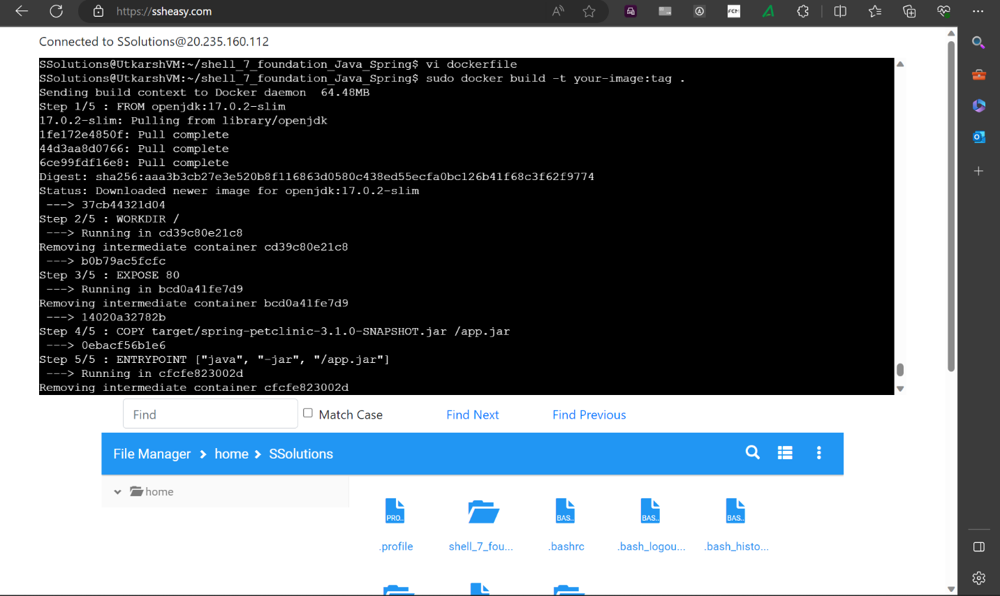 https://ssheasy.com
Connected to SSolutions@20.235.160.112
SSolutions@UtkarshVM:~/shell_7_foundation_Java_Spring$ vi dockerfile
SSolutions@UtkarshVM:~/shell_7_foundation_Java_Spring$ sudo docker build -t your-image:tag .
Sending build context to Docker daemon  64.48MB
Step 1/5 : FROM openjdk:17.0.2-slim
17.0.2-slim: Pulling from library/openjdk
1fe172e4850f: Pull complete
44d3aa8d0766: Pull complete
6ce99fdf16e8: Pull complete
Digest: sha256:aaa3b3cb27e3e520b8f116863d0580c438ed55ecfa0bc126b41f68c3f62f9774
Status: Downloaded newer image for openjdk:17.0.2-slim
 ---> 37cb44321d04
Step 2/5 : WORKDIR /
 ---> Running in cd39c80e21c8
Removing intermediate container cd39c80e21c8
 ---> b0b79ac5fcfc
Step 3/5 : EXPOSE 80
 ---> Running in bcd0a41fe7d9
Removing intermediate container bcd0a41fe7d9
 ---> 14020a32782b
Step 4/5 : COPY target/spring-petclinic-3.1.0-SNAPSHOT.jar /app.jar
 ---> 0ebacf56b1e6
Step 5/5 : ENTRYPOINT ["java", "-jar", "/app.jar"]
 ---> Running in cfcfe823002d
Removing intermediate container cfcfe823002d
Find Match Case Find Next Find Previous
File Manager > home > SSolutions
home
PRO.. BAS.. BAS.. BAS..
.profile shell_7_fou... .bashrc .bash_logou... .bash_histo...